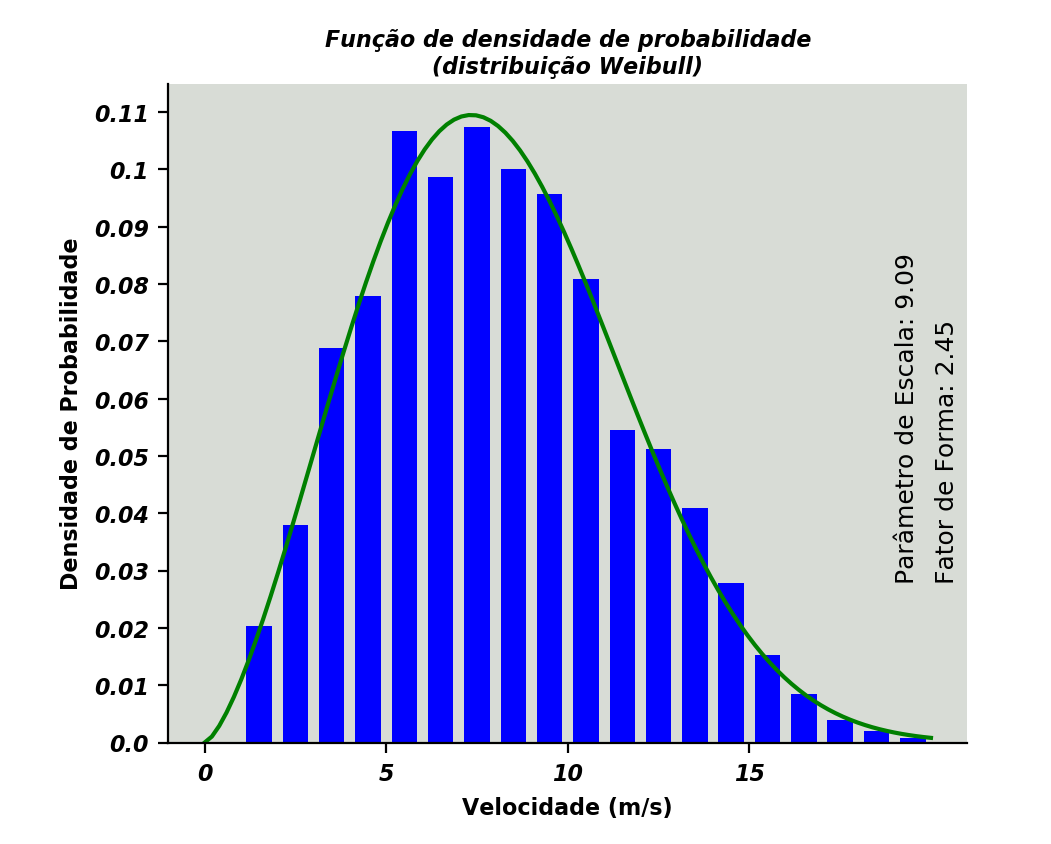 Função de densidade de probabilidade
(distribuição Weibull)
Densidade de Probabilidade
0.11
0.1
0.09
0.08
0.07
0.06
0.05
0.04
0.03
0.02
0.01
0.0
Parâmetro de Escala: 9.09
Fator de Forma: 2.45
0
5
10
15
Velocidade (m/s)